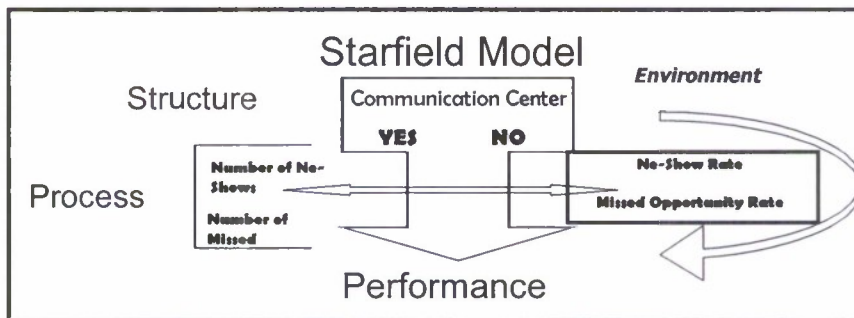 Starfield Model
Environment
Structure
Communication Center
YES NO
Number of No-
Shows
No-Show Rate
Process
Missed Opportunity Rate
Number of
Missed
Performance